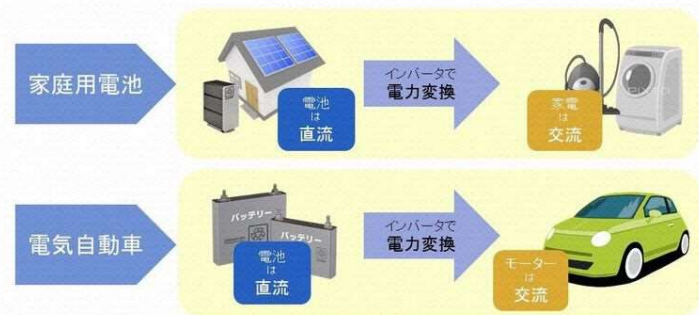 家庭用電池
電池
は
直流
インバータで
電力変換
家電
は
交流
電気自動車
バッテリー
バッテリー
電池
は
直流
インバータで
電力変換
モーター
は
交流